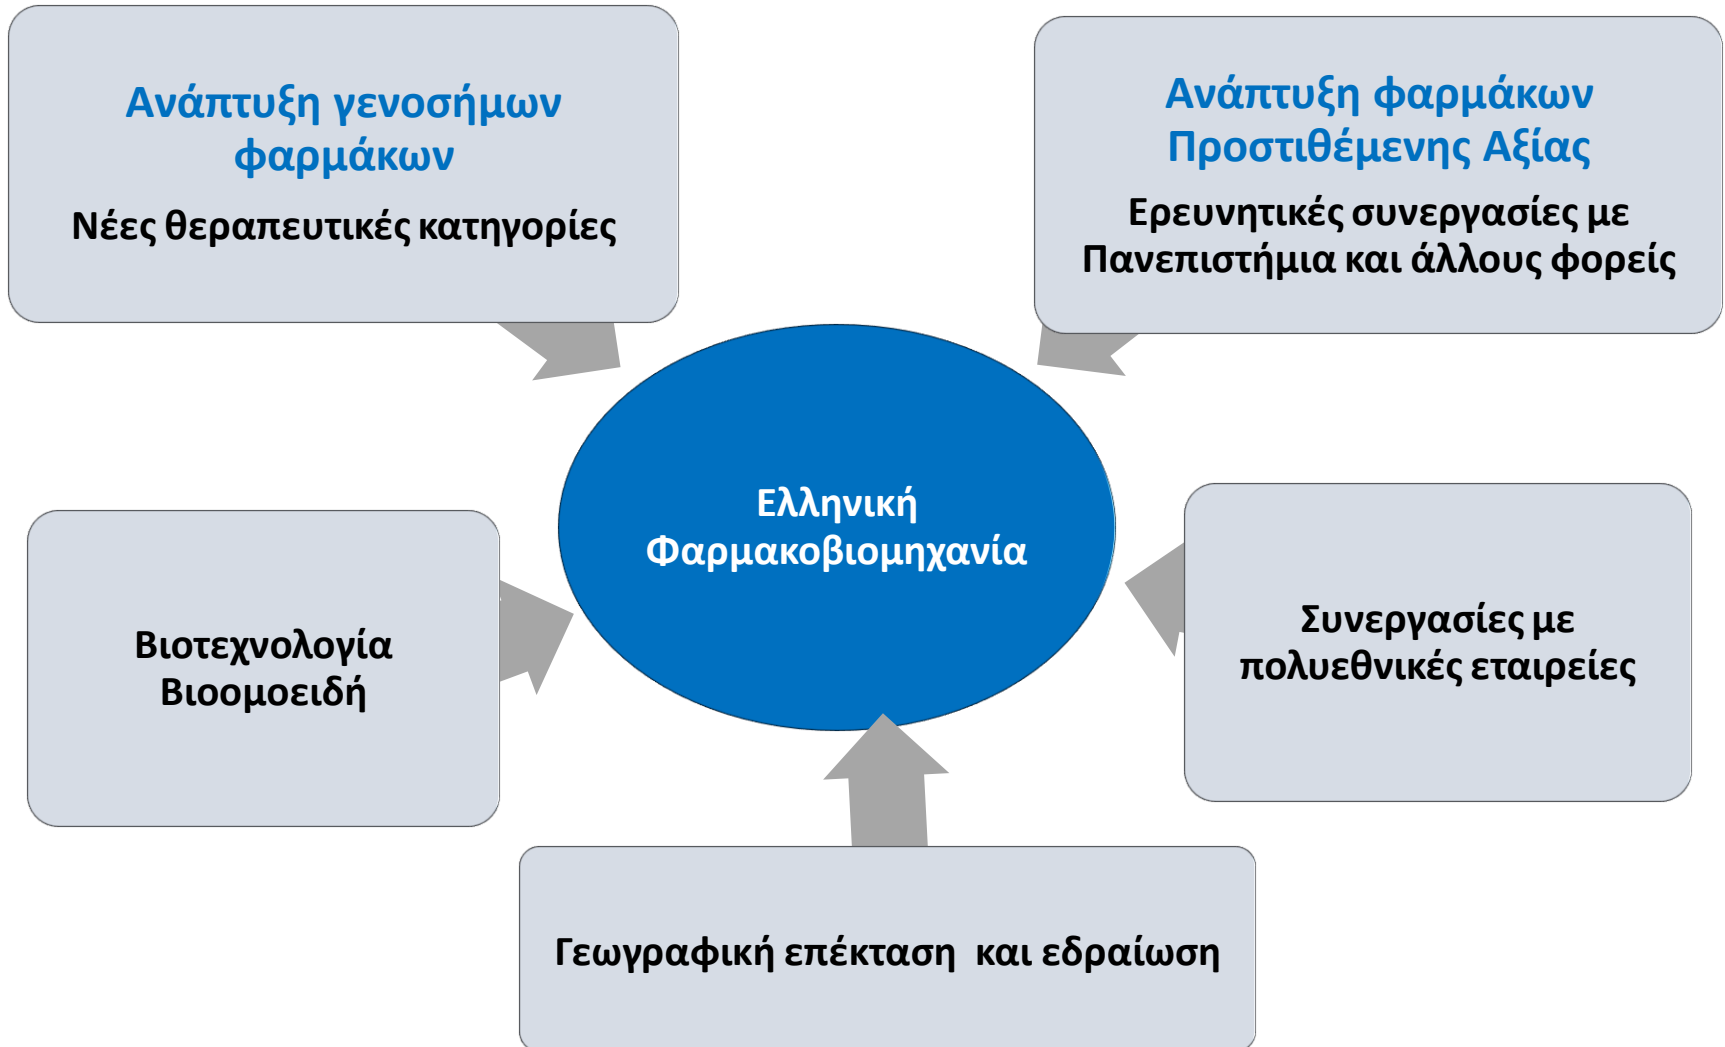 Ανάπτυξη γενοσήμων
φαρμάκων
Νέες θεραπευτικές κατηγορίες
Ανάπτυξη φαρμάκων
Προστιθέμενης Αξίας
Ερευνητικές συνεργασίες με
Πανεπιστήμια και άλλους φορείς
Ελληνική
Φαρμακοβιομηχανία
Βιοτεχνολογία
Βιοομοειδή
Συνεργασίες με
πολυεθνικές εταιρείες
Γεωγραφική επέκταση  και εδραίωση